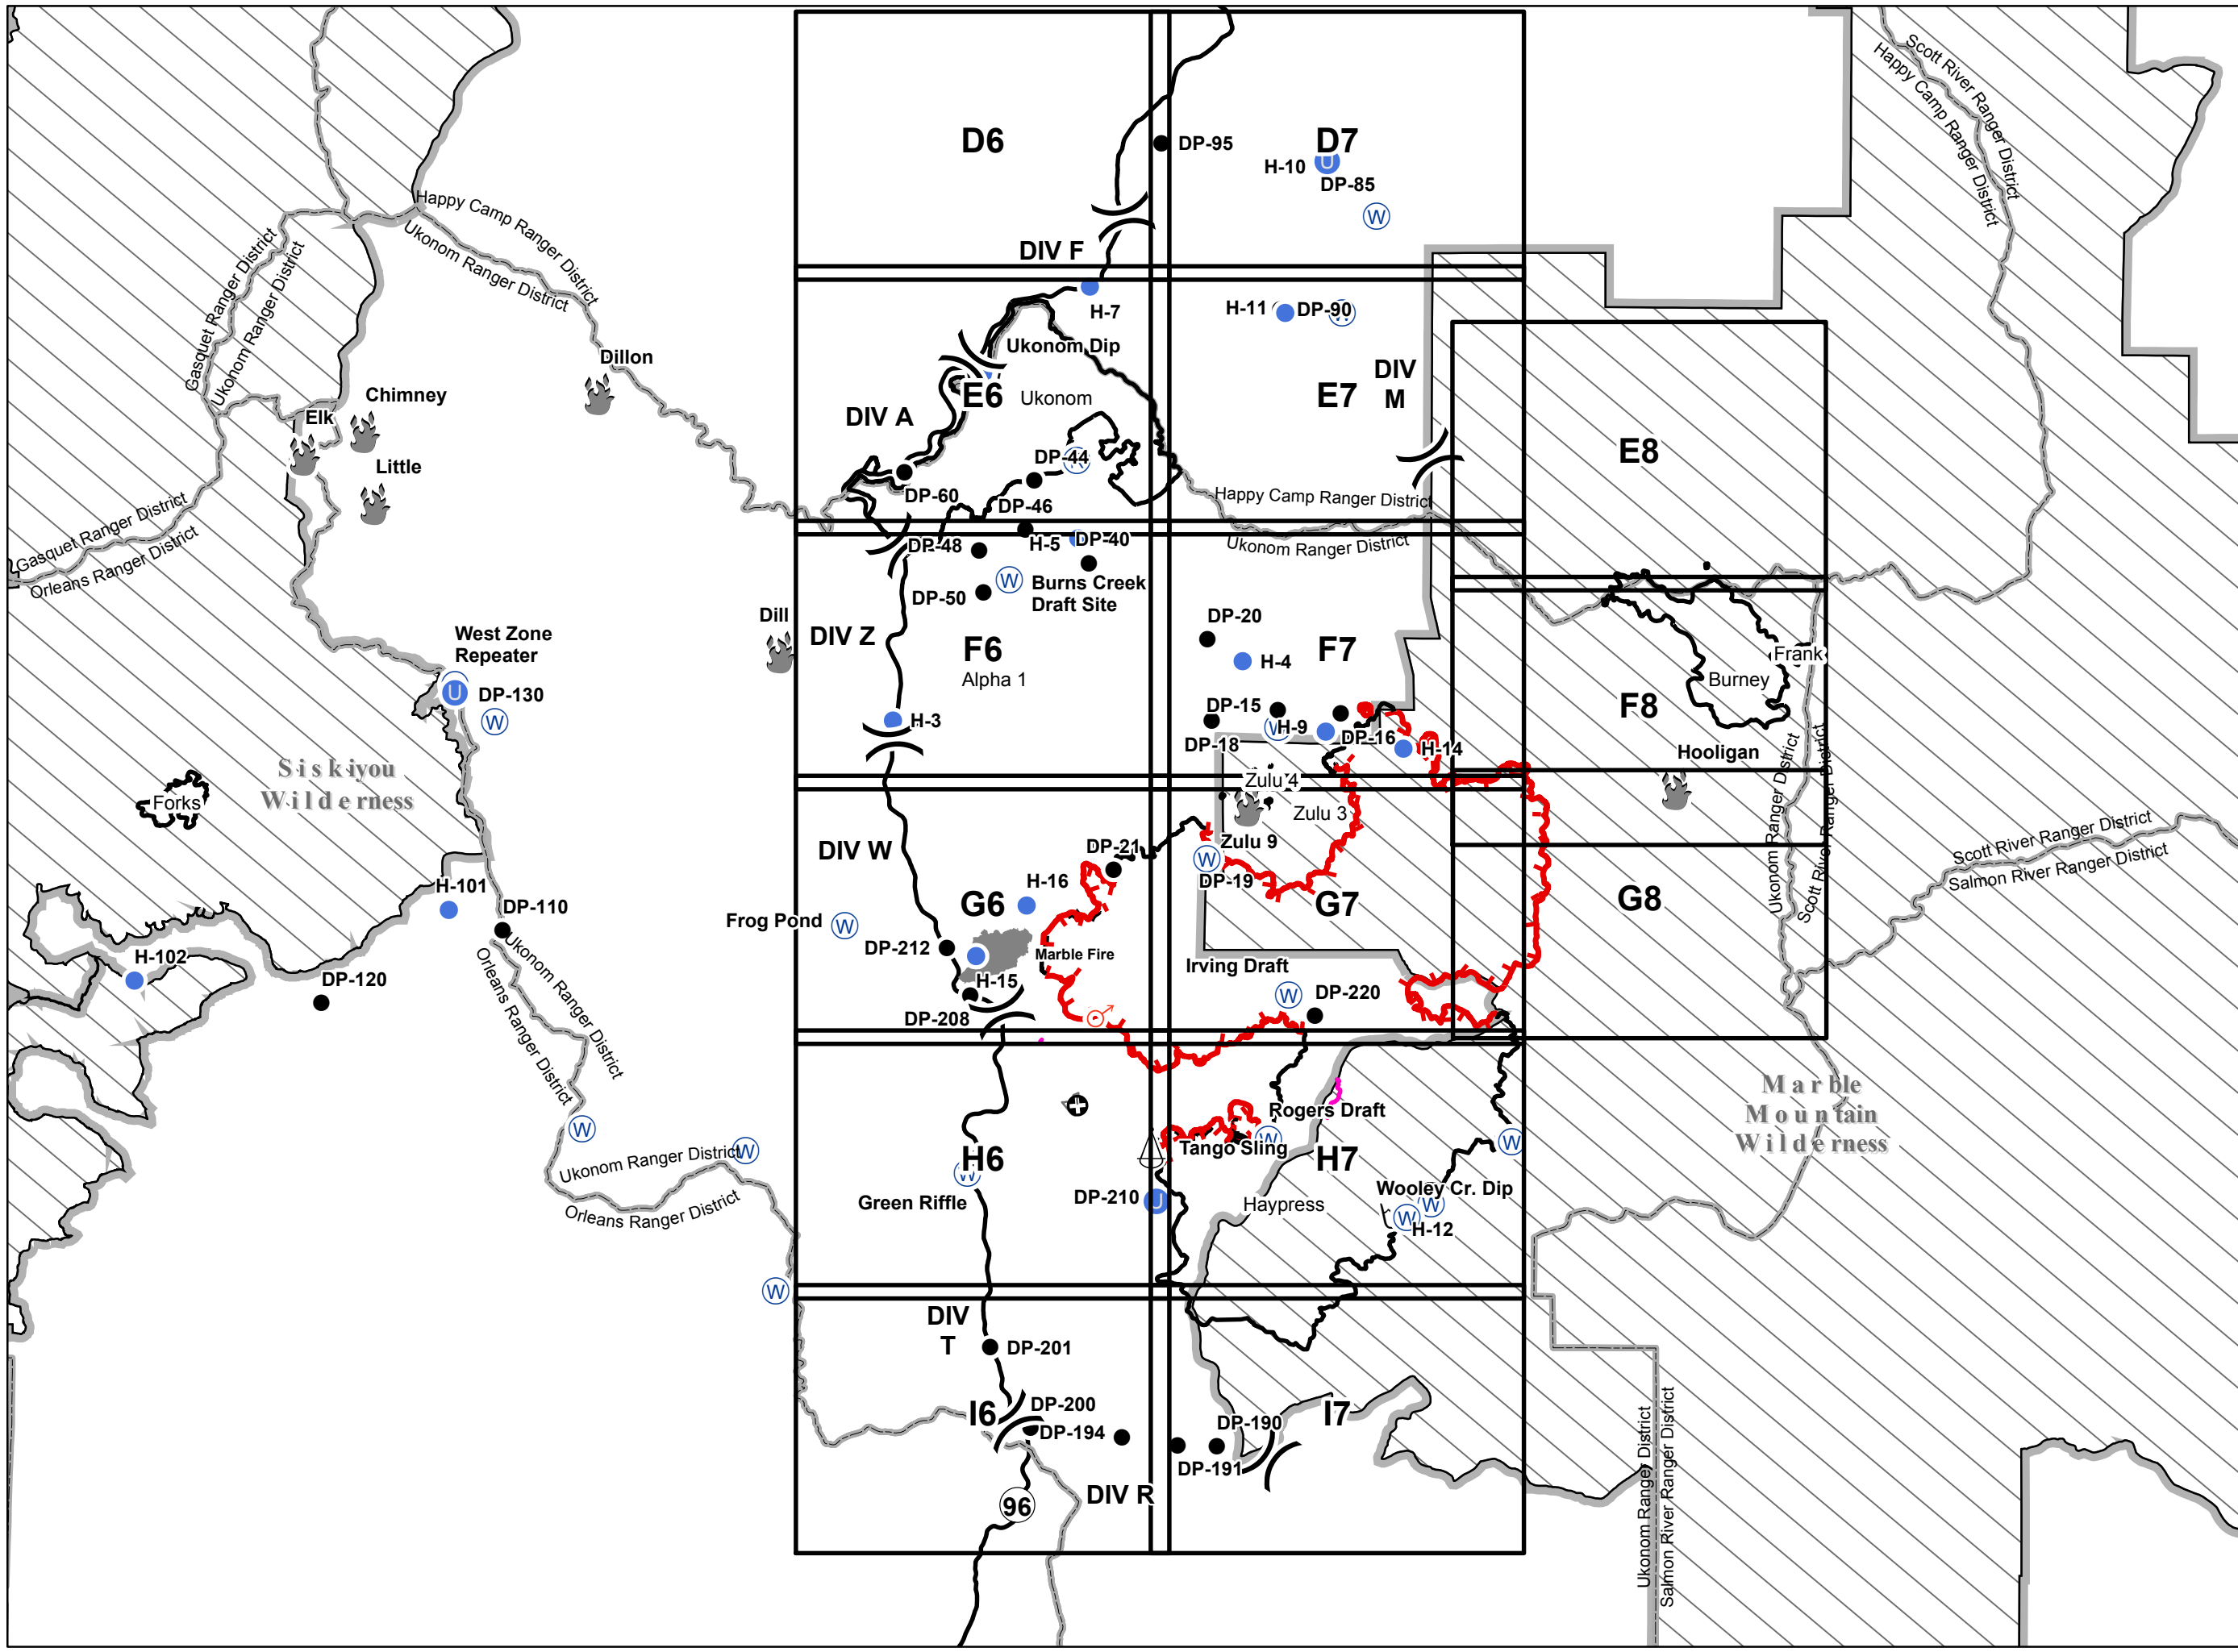 Scott River Ranger District
Happy Camp Ranger District
D6
D7
DP-95
H-10
U
DP-85
W
Happy Camp Ranger District
Ukonom Ranger District
Gasquet Ranger District
Ukonom Ranger District
DIV F
H-7
H-11
DP-90
W
Ukonom Dip
Dillon
Chimney
Elk
Little
E6
Ukonom
E7
DIV
M
DIV A
E8
DP-44
DP-60
DP-46
Happy Camp Ranger District
Ukonom Ranger District
Gasquet Ranger District
Orleans Ranger District
DP-48
H-5
DP-40
W
Burns Creek
Draft Site
DP-50
Dill
DIV Z
DP-20
F6
Alpha 1
H-4
F7
West Zone
Repeater
U
DP-130
W
Frank
Burney
F8
H-3
DP-15
W
H-9
DP-16
DP-18
H-14
Hooligan
Siskiyou
Wilderness
Forks
Zulu 4
Zulu 3
Ukonom Ranger District
Scott River Ranger District
DIV W
DP-21
Zulu 9
W
DP-19
Scott River Ranger District
Salmon River Ranger District
H-101
H-16
G6
G7
G8
DP-110
Frog Pond
W
DP-212
Marble Fire
H-102
DP-120
Irving Draft
H-15
W
DP-220
DP-208
Ukonom Ranger District
Orleans Ranger District
Marble
Mountain
Wilderness
W
Rogers Draft
W
Tango Sling
W
W
Ukonom Ranger District
Orleans Ranger District
H6
W
Green Riffle
DP-210
U
H7
Haypress
Wooley Cr. Dip
W
W
H-12
W
DIV
T
DP-201
DP-200
I6
DP-194
DP-190
I7
DP-191
DIV R
96
Ukonom Ranger District
Salmon River Ranger District